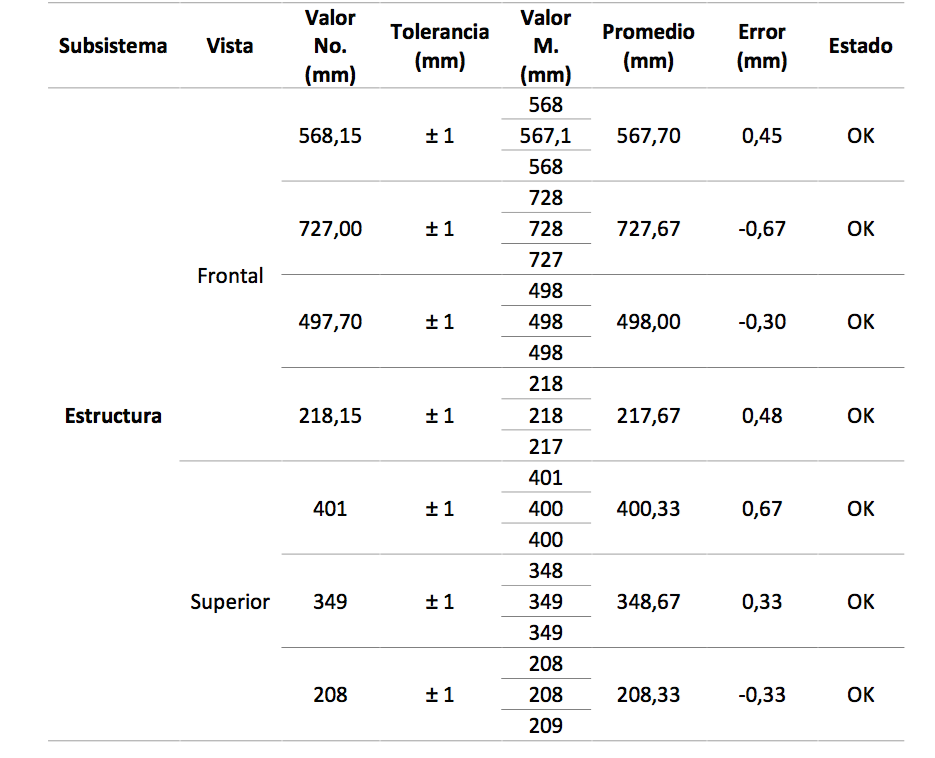 Subsistema Vista Valor No. (mm) Tolerancia (mm) Valor M. (mm) Promedio (mm) Error (mm) Estado
Estructura Frontal 568,15 ± 1 568 567,70 0,45 OK
567,1
568
727,00 ± 1 728 727,67 -0,67 OK
728
727
497,70 ± 1 498 498,00 -0,30 OK
498
498
218,15 ± 1 218 217,67 0,48 OK
218
217
Superior 401 ± 1 401 400,33 0,67 OK
400
400
349 ± 1 348 348,67 0,33 OK
349
349
208 ± 1 208 208,33 -0,33 OK
208
209